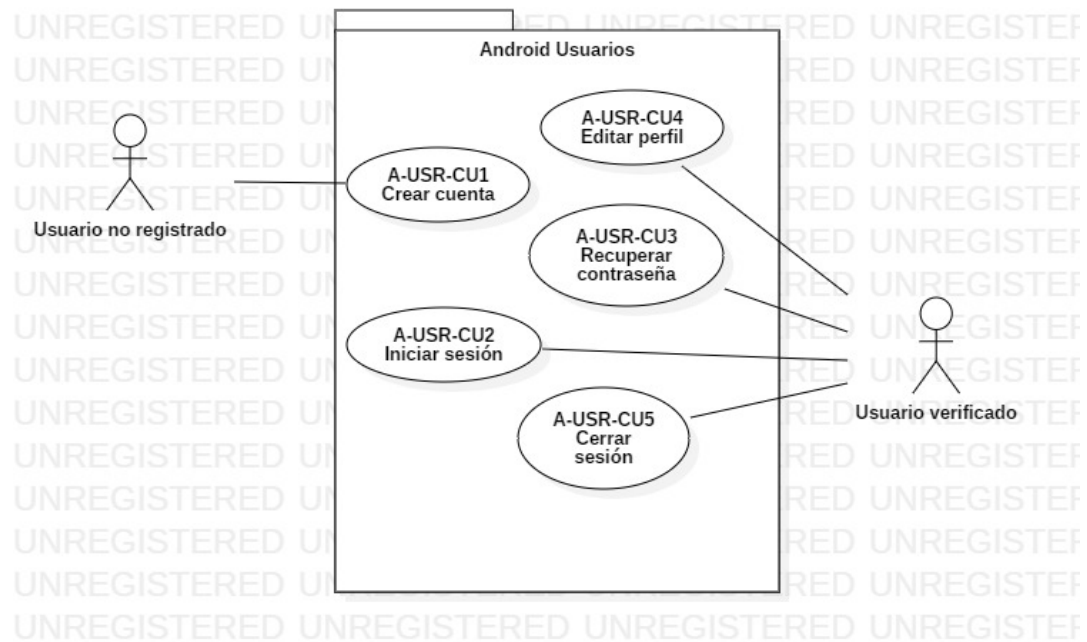 UNREGISTERED
Android Usuarios
A-USR-CU4
Editar perfil
A-USR-CU1
Crear cuenta
Usuario no registrado
A-USR-CU3
Recuperar
contraseña
A-USR-CU2
Iniciar sesión
Usuario verificado
A-USR-CU5
Cerrar
sesión